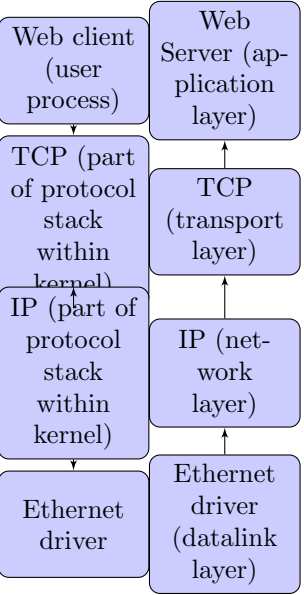 Web client
(user
process)
TCP (part
of protocol
stack
within
kernel)
IP (part of
protocol
stack
within
kernel)
Ethernet
driver
Web
Server (ap-
plication
layer)
TCP
(transport
layer)
IP (net-
work
layer)
Ethernet
driver
(datalink
layer)